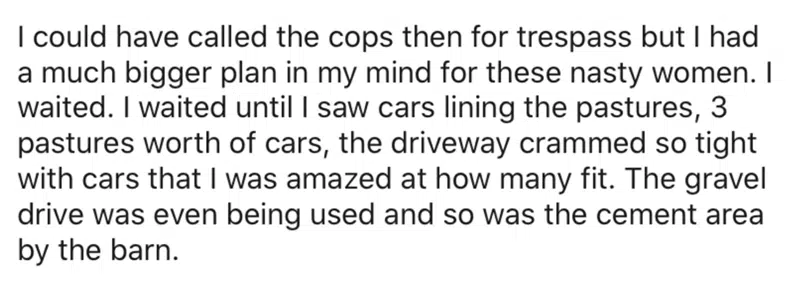 I could have called the cops then for trespass but I had
a much bigger plan in my mind for these nasty women. I
waited. I waited until I saw cars lining the pastures, 3
pastures worth of cars, the driveway crammed so tight
with cars that I was amazed at how many fit. The gravel
drive was even being used and so was the cement area
by the barn.